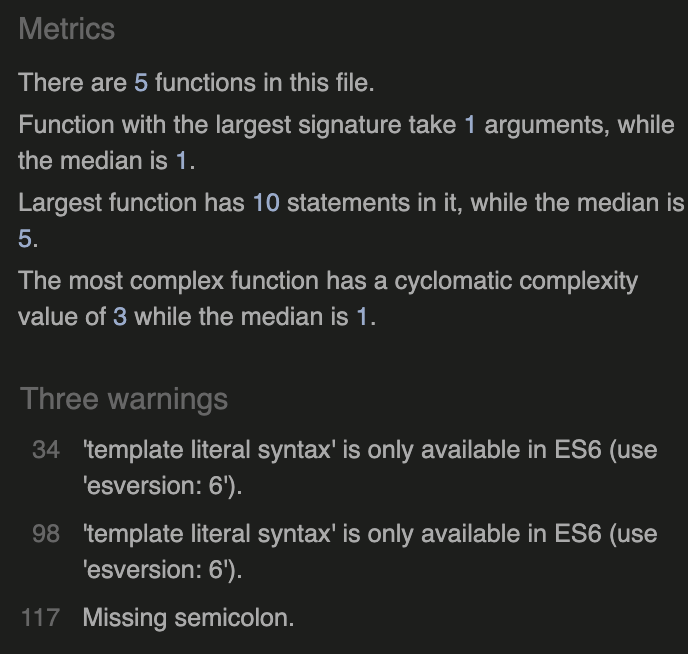 Metrics
There are 5 functions in this file.
Function with the largest signature take 1 arguments, while
the median is 1.
Largest function has 10 statements in it, while the median is
5.
The most complex function has a cyclomatic complexity
value of 3 while the median is 1.
Three warnings
34 'template literal syntax' is only available in ES6 (use
'esversion: 6').
98 'template literal syntax' is only available in ES6 (use
'esversion: 6').
117 Missing semicolon.